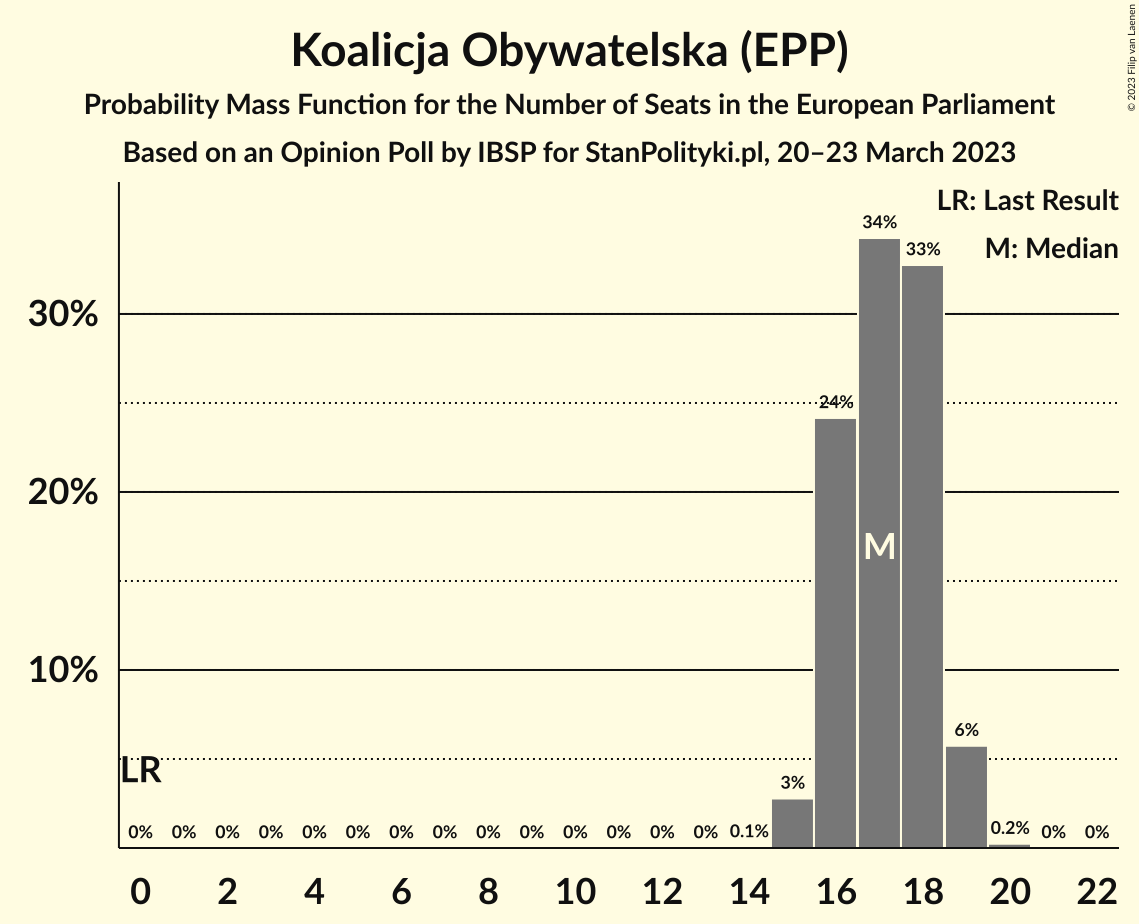 Koalicja Obywatelska (EPP)
Probability Mass Function for the Number of Seats in the European Parliament
Based on an Opinion Poll by IBSP for StanPolityki.pl, 20–23 March 2023
© 2023 Filip van Laenen
LR: Last Result
M: Median
34%
33%
30%
24%
20%
M
10%
6%
LR
3%
0% 0% 0% 0% 0% 0% 0% 0% 0% 0% 0% 0% 0% 0% 0.1% 0.2% 0% 0%
0 2 4 6 8 10 12 14 16 18 20 22